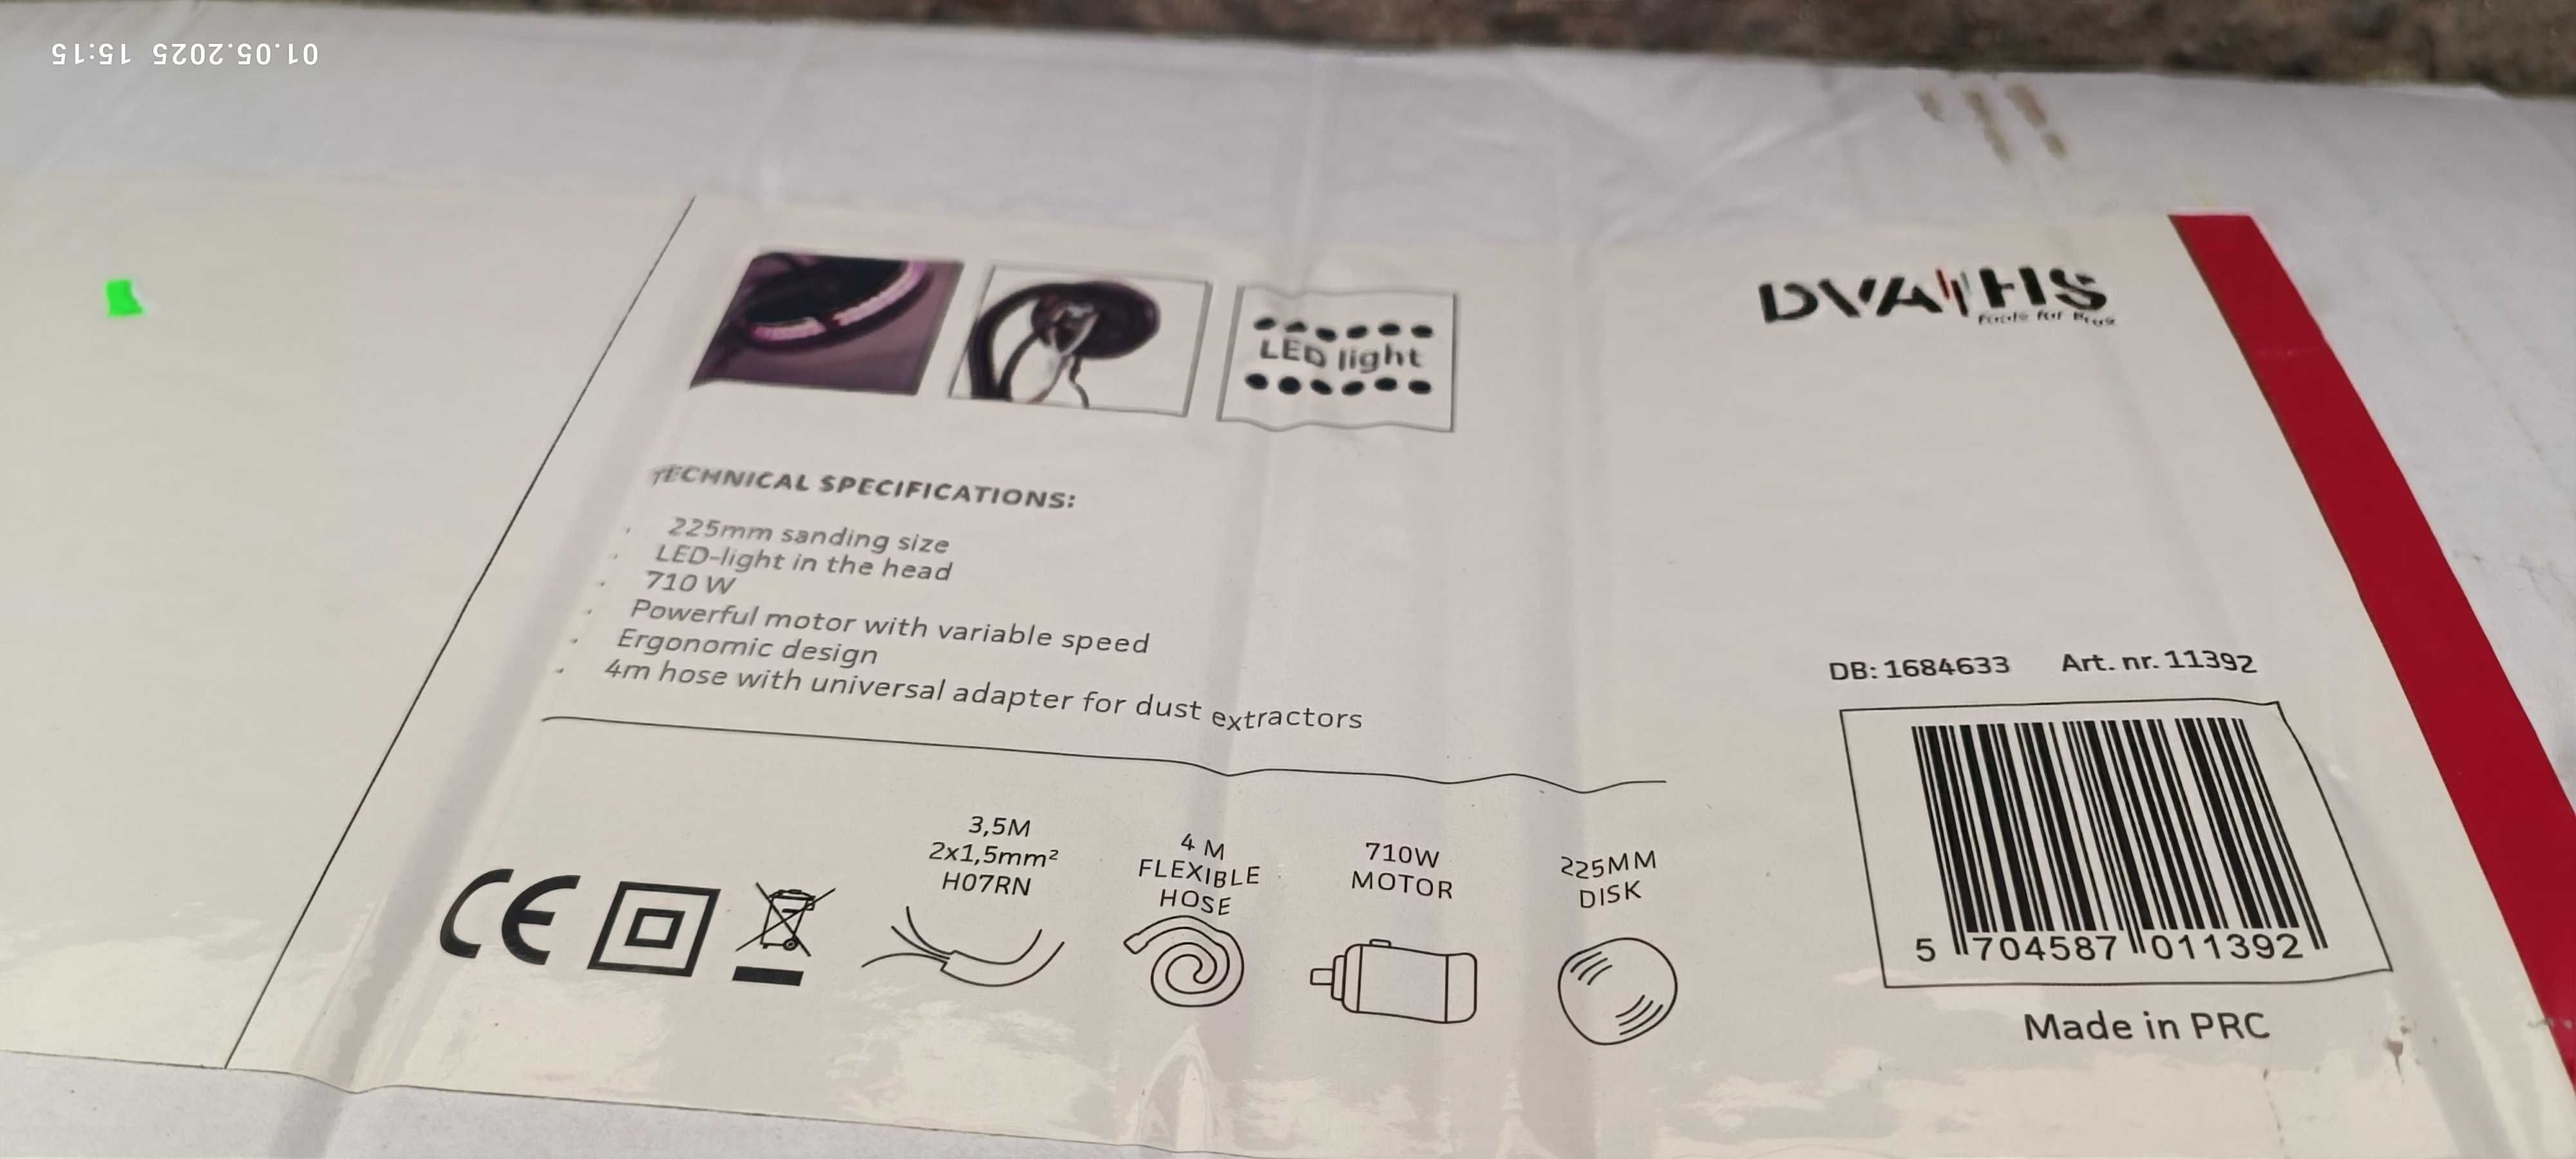 01.05.2025 15:15
LED light
DVA HS
TECHNICAL SPECIFICATIONS:
225mm sanding size
LED-light in the head
710 W
Powerful motor with variable speed
Ergonomic design
4m hose with universal adapter for dust extractors
3,5M
2x1,5mm²
H07RN
4 M
FLEXIBLE
HOSE
710W
MOTOR
225MM
DISK
CE
DB: 1684633 Art. nr. 11392
5 704587 011392
Made in PRC